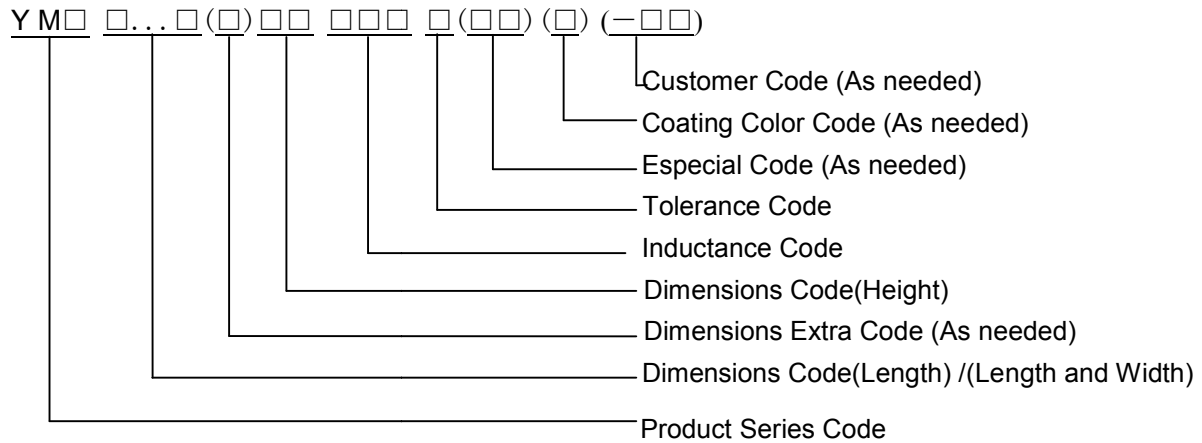 YM□ □...□(□)□□ □□□ □(□□)(□)(－□□)
Customer Code (As needed)
Coating Color Code (As needed)
Especial Code (As needed)
Tolerance Code
Inductance Code
Dimensions Code(Height)
Dimensions Extra Code (As needed)
Dimensions Code(Length) /(Length and Width)
Product Series Code